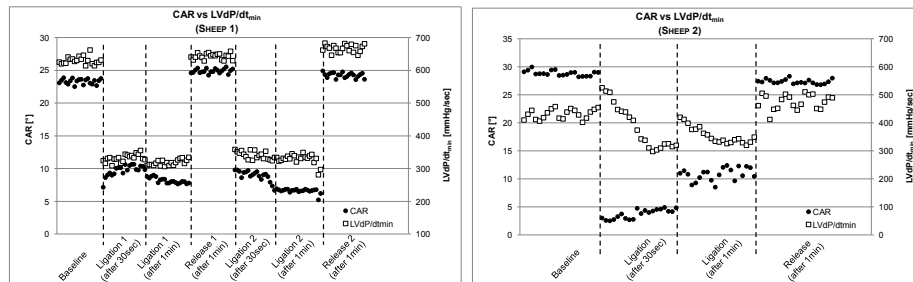 CAR vs LVdP/dtmin
(SHEEP 1)
30
25
20
15
10
5
0
CAR [°]
700
600
500
400
300
200
100
LVdP/dtmin [mmHg/sec]
CAR
LVdP/dtmin
Baseline
Ligation 1
(after 30sec)
Ligation 1
(after 1min)
Release 1
(after 1min)
Ligation 2
(after 30sec)
Ligation 2
(after 1min)
Release 2
(after 1min)
CAR vs LVdP/dtmin
(SHEEP 2)
35
30
25
20
15
10
5
0
CAR [°]
700
600
500
400
300
200
100
0
LVdP/dtmin [mmHg/sec]
CAR
LVdP/dtmin
Baseline
Ligation
(after 30sec)
Ligation
(after 1min)
Release
(after 1min)